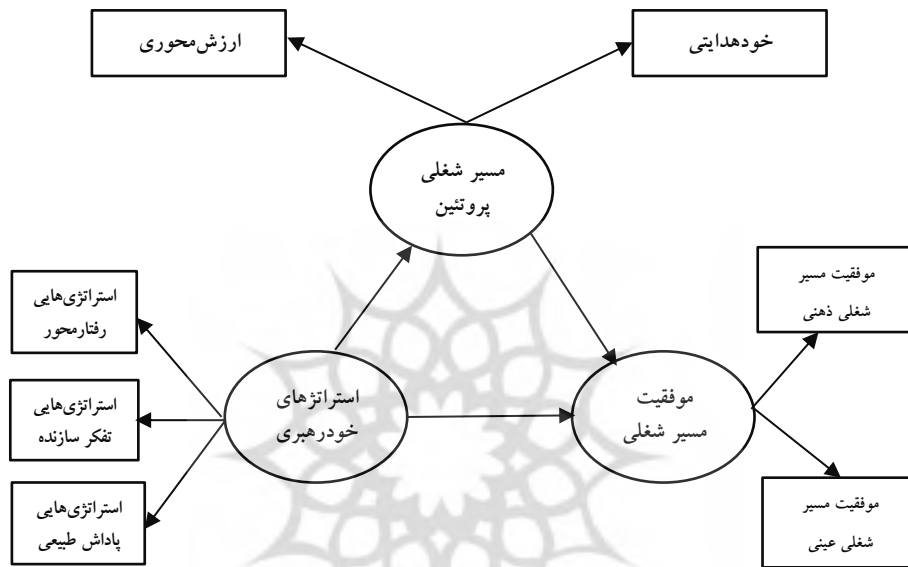 خودهدایتی
ارزش‌محوری
مسیر شغلی
پروتئین
موفقیت مسیر
شغلی ذهنی
استراتژی‌هایی
رفتارمحور
استراتژی‌هایی
تفکر سازنده
استراتژهای
خودرهبری
موفقیت
مسیر شغلی
استراتژی‌هایی
پاداش طبیعی
موفقیت مسیر
شغلی عینی